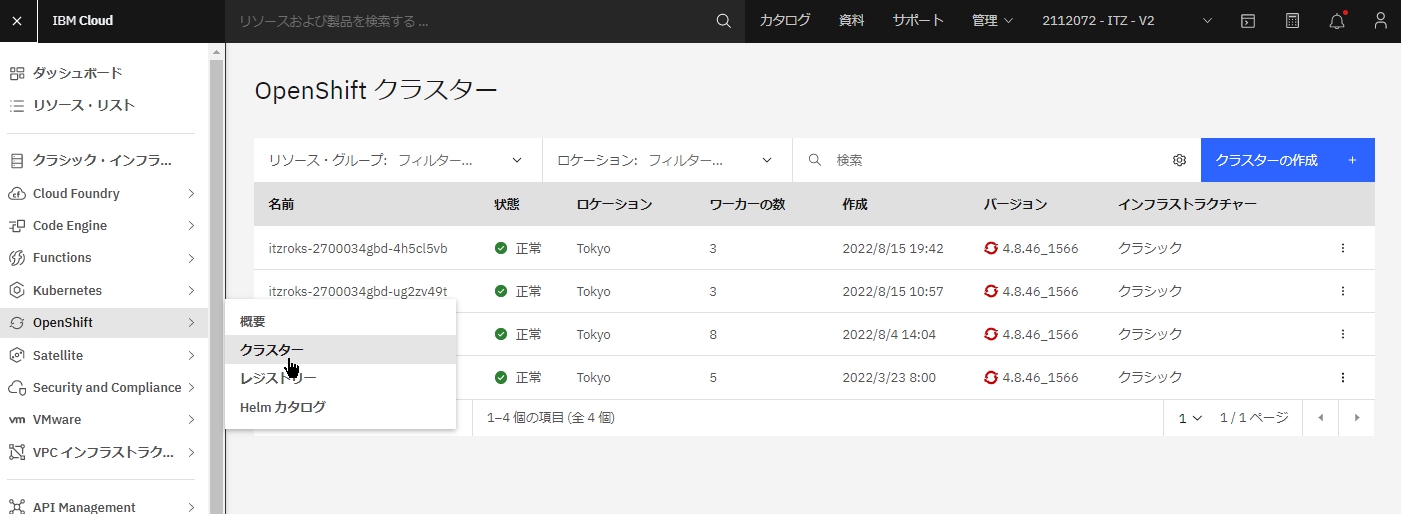 IBM Cloud
リソースおよび製品を検索する ...
カタログ 資料 サポート 管理 2112072 - ITZ - V2
ダッシュボード
リソース・リスト
クラシック・インフラ...
Cloud Foundry
Code Engine
Functions
Kubernetes
OpenShift
Satellite
Security and Compliance
VMware
VPC インフラストラク...
API Management
概要
クラスター
レジストリー
Helm カタログ
OpenShift クラスター
リソース・グループ: フィルター... ロケーション: フィルター... 検索 クラスターの作成 +
名前 状態 ロケーション ワーカーの数 作成 バージョン インフラストラクチャー
itzroks-2700034gbd-4h5cl5vb 正常 Tokyo 3 2022/8/15 19:42 4.8.46_1566 クラシック
itzroks-2700034gbd-ug2zv49t 正常 Tokyo 3 2022/8/15 10:57 4.8.46_1566 クラシック
正常 Tokyo 8 2022/8/4 14:04 4.8.46_1566 クラシック
正常 Tokyo 5 2022/3/23 8:00 4.8.46_1566 クラシック
1–4 個の項目 (全 4 個) 1 1 / 1 ページ